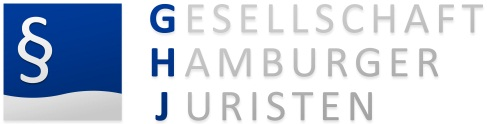 §
GESELLSCHAFT
HAMBURGER
JURISTEN